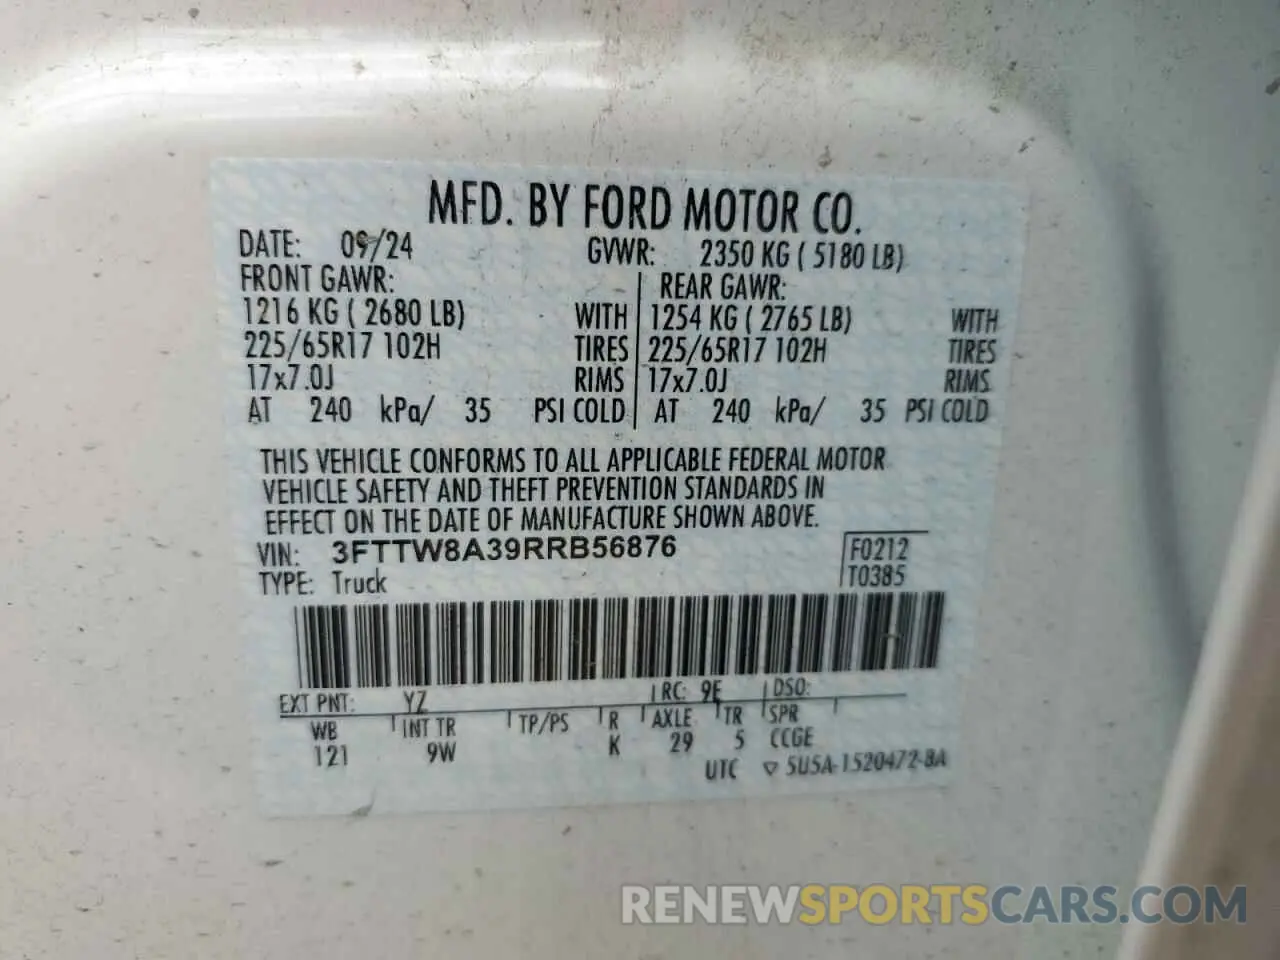 MFD. BY FORD MOTOR CO.
DATE: 09/24 GVWR: 2350 KG ( 5180 LB)
FRONT GAWR: REAR GAWR:
1216 KG ( 2680 LB) WITH 1254 KG ( 2765 LB) WITH
225/65R17 102H TIRES 225/65R17 102H TIRES
17x7.0J RIMS 17x7.0J RIMS
AT 240 kPa/ 35 PSI COLD AT 240 kPa/ 35 PSI COLD
THIS VEHICLE CONFORMS TO ALL APPLICABLE FEDERAL MOTOR
VEHICLE SAFETY AND THEFT PREVENTION STANDARDS IN
EFFECT ON THE DATE OF MANUFACTURE SHOWN ABOVE.
VIN: 3FTTW8A39RRB56876 F0212
TYPE: Truck T0385
EXT PNT: YZ RC: 9E DSO:
WB INT TR TP/PS R AXLE TR SPR
121 9W K 29 5 CCGE
UTC ▽ 5U5A-1520472-BA
RENEWSPORTSCARS.COM